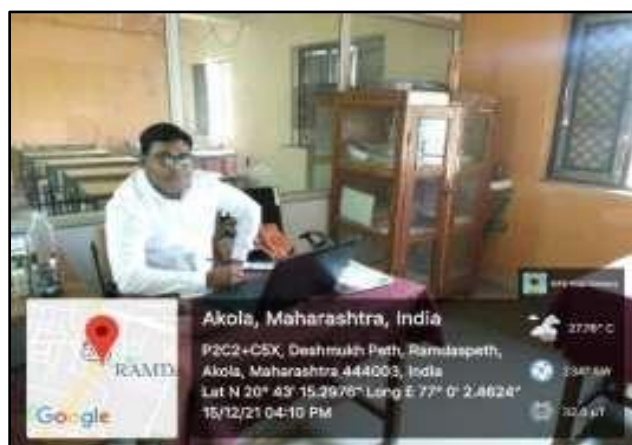 Akola, Maharashtra, India
P2C2+C5X, Deshmukh Peth, Ramdaspeth,
Akola, Maharashtra 444003, India
Lat N 20° 43' 15.2976" Long E 77° 0' 2.4624"
15/12/21 04:10 PM
RAMDA
Google